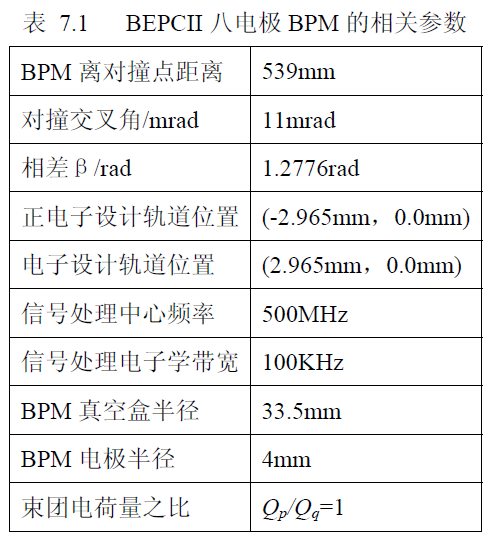 表 7.1 BEPCII 八电极 BPM 的相关参数
BPM 离对撞点距离 539mm
对撞交叉角/mrad 11mrad
相差β/rad 1.2776rad
正电子设计轨道位置 (-2.965mm，0.0mm)
电子设计轨道位置 (2.965mm，0.0mm)
信号处理中心频率 500MHz
信号处理电子学带宽 100KHz
BPM 真空盒半径 33.5mm
BPM 电极半径 4mm
束团电荷量之比 Qp/Qq=1